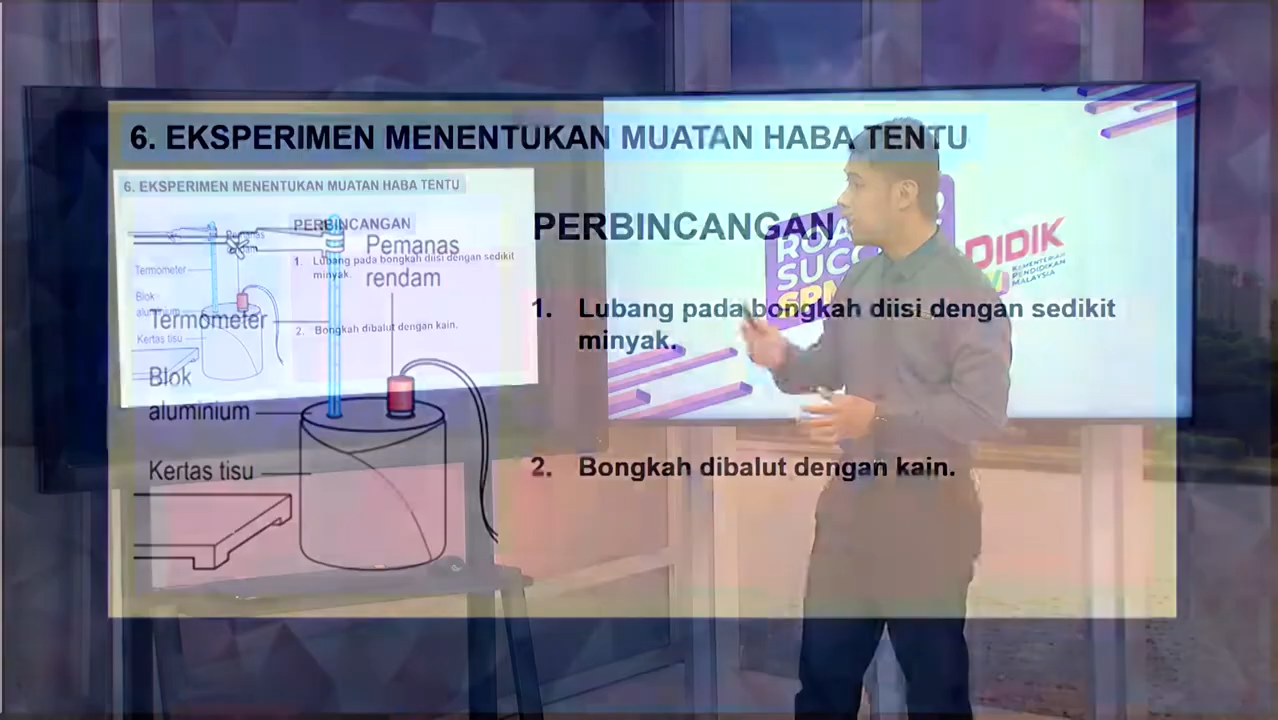 6. EKSPERIMEN MENENTUKAN MUATAN HABA TENTU
Pemanas
rendam
Termometer
Blok
aluminium
Kertas tisu
PERBINCANGAN
1. Lubang pada bongkah diisi dengan sedikit
minyak.
2. Bongkah dibalut dengan kain.
6. EKSPERIMEN MENENTUKAN MUATAN HABA TENTU
Termometer
Blok
Kertas tisu
PERBINCANGAN
1. Lubang pada bongkah diisi dengan sedikit
minyak.
2. Bongkah dibalut dengan kain.
SPM
DIDIK
KEMENTERIAN
PENDIDIKAN
MALAYSIA